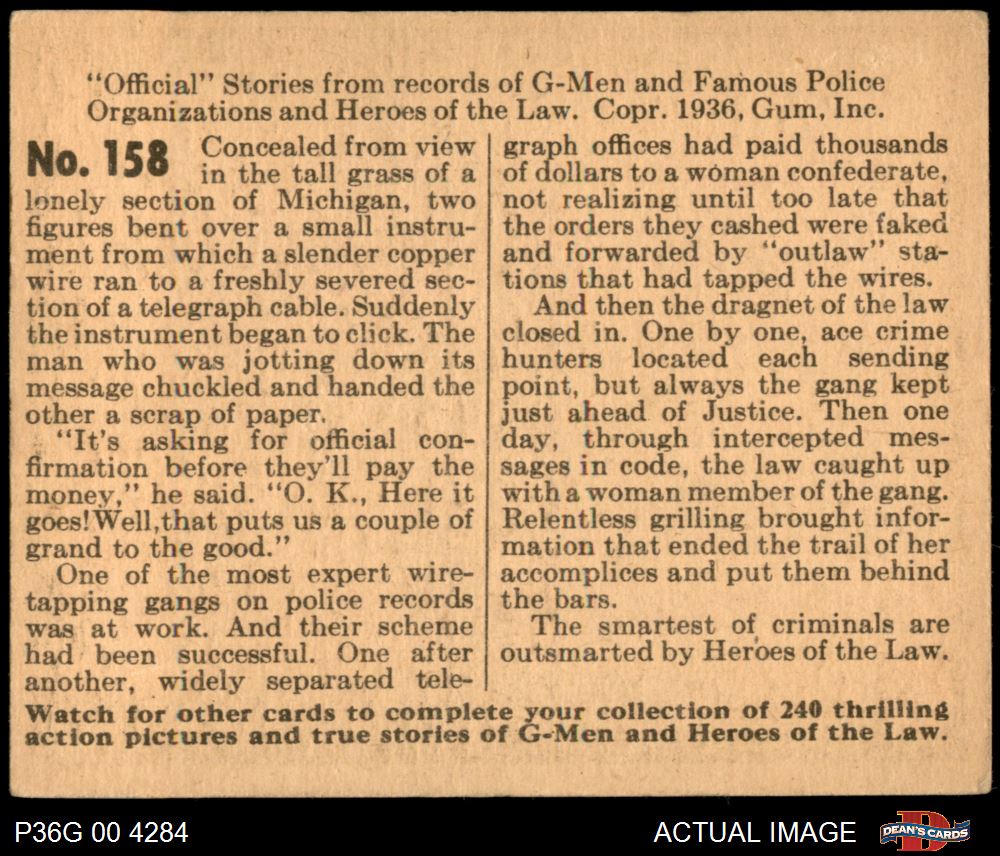 "Official" Stories from records of G-Men and Famous Police
Organizations and Heroes of the Law. Copr. 1936, Gum, Inc.
No. 158
Concealed from view
in the tall grass of a
lonely section of Michigan, two
figures bent over a small instru-
ment from which a slender copper
wire ran to a freshly severed sec-
tion of a telegraph cable. Suddenly
the instrument began to click. The
man who was jotting down its
message chuckled and handed the
other a scrap of paper.
"It's asking for official con-
firmation before they'll pay the
money," he said. "O. K., Here it
goes! Well, that puts us a couple of
grand to the good."
One of the most expert wire-
tapping gangs on police records
was at work. And their scheme
had been successful. One after
another, widely separated tele-
graph offices had paid thousands
of dollars to a woman confederate,
not realizing until too late that
the orders they cashed were faked
and forwarded by "outlaw" sta-
tions that had tapped the wires.
And then the dragnet of the law
closed in. One by one, ace crime
hunters located each sending
point, but always the gang kept
just ahead of Justice. Then one
day, through intercepted mes-
sages in code, the law caught up
with a woman member of the gang.
Relentless grilling brought infor-
mation that ended the trail of her
accomplices and put them behind
the bars.
The smartest of criminals are
outsmarted by Heroes of the Law.
Watch for other cards to complete your collection of 240 thrilling
action pictures and true stories of G-Men and Heroes of the Law.
P36G 00 4284
ACTUAL IMAGE
DEAN'S CARDS